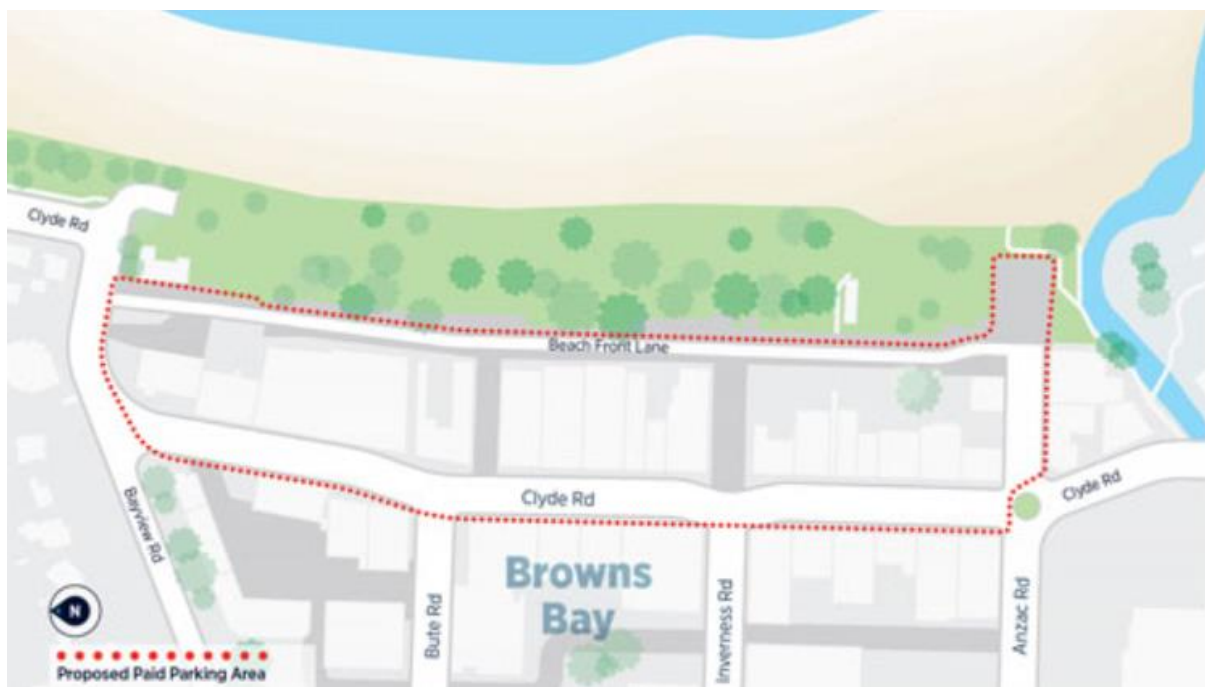 Clyde Rd
Beach Front Lane
Clyde Rd
Clyde Rd
Bayview Rd
Browns
Bay
Bute Rd
Inverness Rd
Anzac Rd
N
Proposed Paid Parking Area